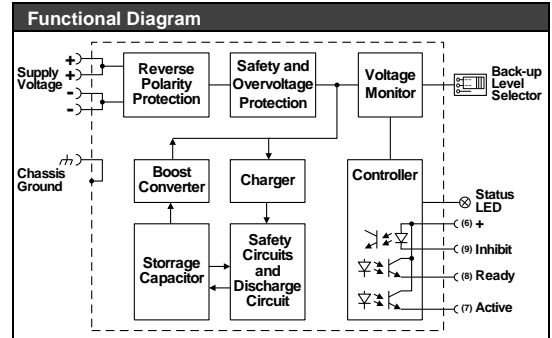 Functional Diagram
Supply
Voltage
+
+
-
-
Reverse
Polarity
Protection
Safety and
Overvoltage
Protection
Voltage
Monitor
Back-up
Level
Selector
Chassis
Ground
Boost
Converter
Charger
Controller
Status
LED
(6) +
(9) Inhibit
(8) Ready
(7) Active
Storrage
Capacitor
Safety
Circuits
and
Discharge
Circuit